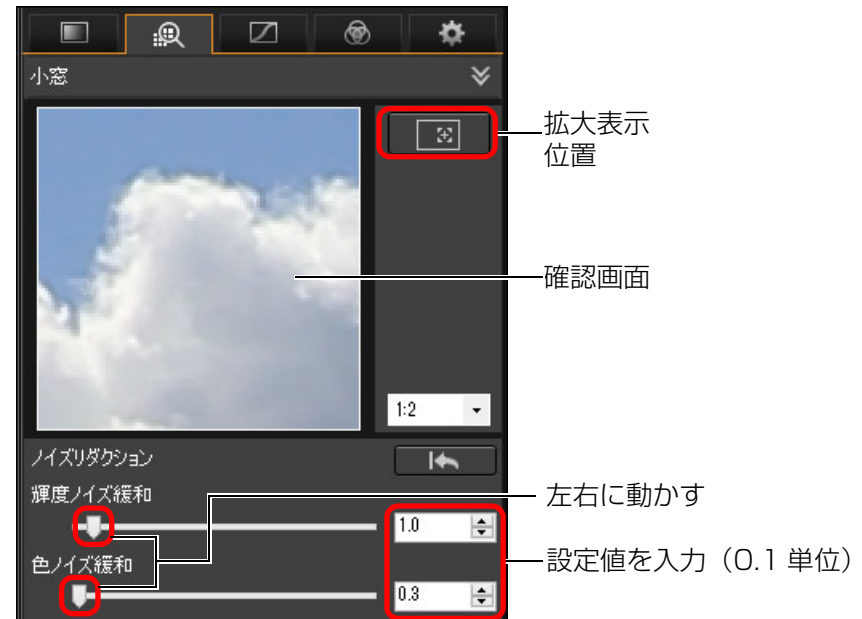 小窓
拡大表示
位置
確認画面
1:2
ノイズリダクション
輝度ノイズ緩和
左右に動かす
1.0
設定値を入力（0.1 単位）
色ノイズ緩和
0.3